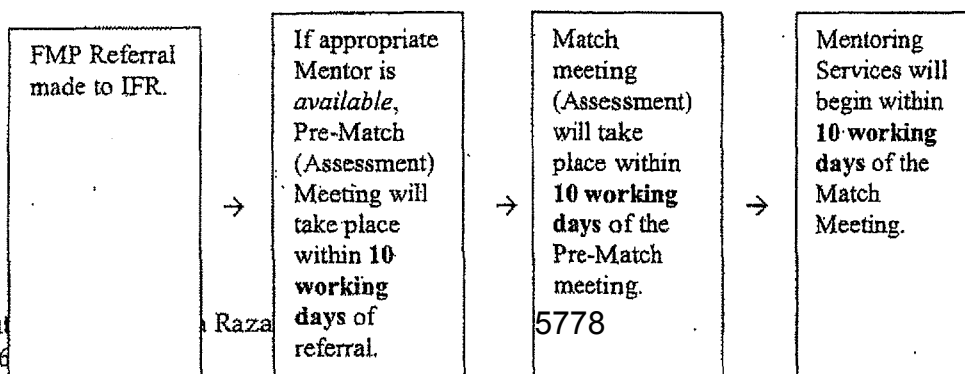 FMP Referral
made to IFR.
→
If appropriate
Mentor is
available,
Pre-Match
(Assessment)
Meeting will
take place
within 10
working
days of
referral.
→
Match
meeting
(Assessment)
will take
place within
10 working
days of the
Pre-Match
meeting.
→
Mentoring
Services will
begin within
10 working
days of the
Match
Meeting.
Raza
5778